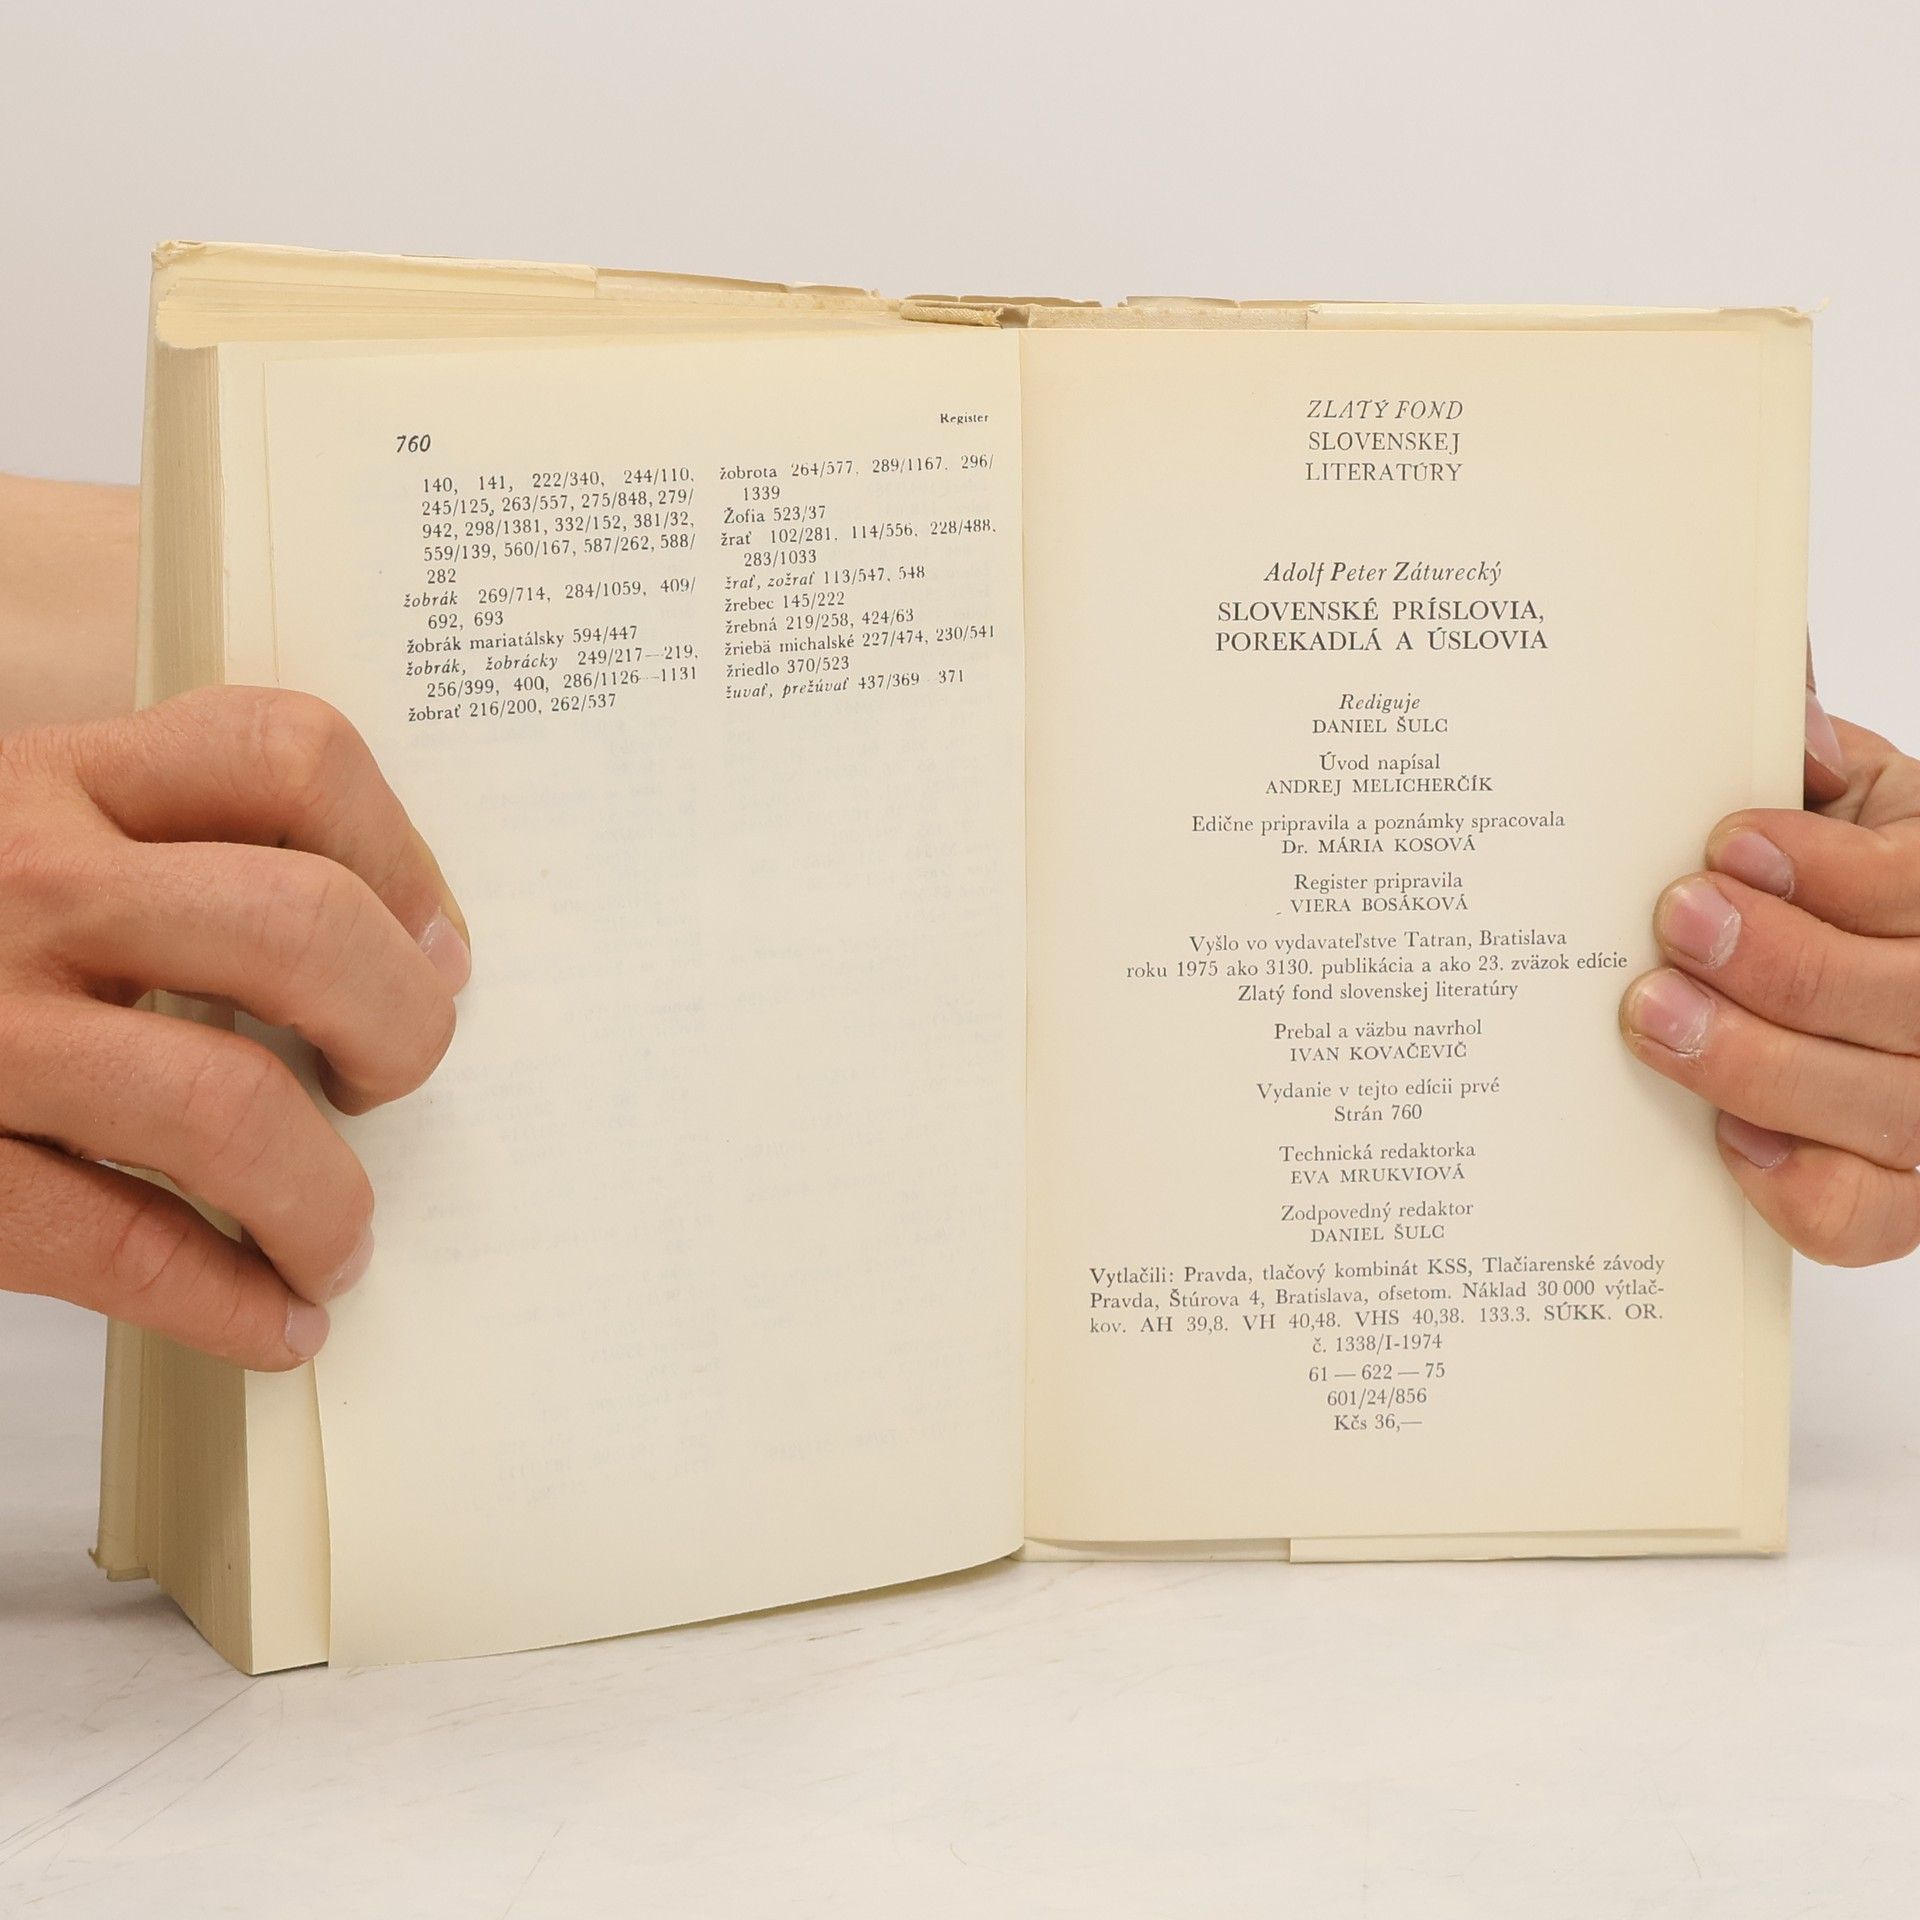 760
Register
140, 141, 222/340, 244/110,
245/125, 263/557, 275/848, 279/
942, 298/1381, 332/152, 381/32,
559/139, 560/167, 587/262, 588/
282
žobrák 269/714, 284/1059, 409/
692, 693
žobrák mariatálsky 594/447
žobrák, žobrácky 249/217—219,
256/399, 400, 286/1126—1131
žobrať 216/200, 262/537
žobrota 264/577, 289/1167, 296/
1339
Žofia 523/37
žrať 102/281, 114/556, 228/488,
283/1033
žrať, zožrať 113/547, 548
žrebec 145/222
žrebná 219/258, 424/63
žriebä michalské 227/474, 230/541
žriedlo 370/523
žuvať, prežúvať 437/369—371
ZLATÝ FOND
SLOVENSKEJ
LITERATÚRY
Adolf Peter Záturecký
SLOVENSKÉ PRÍSLOVIA,
POREKADLÁ A ÚSLOVIA
Rediguje
DANIEL ŠULC
Úvod napísal
ANDREJ MELICHERČÍK
Edične pripravila a poznámky spracovala
Dr. MÁRIA KOSOVÁ
Register pripravila
VIERA BOSÁKOVÁ
Vyšlo vo vydavateľstve Tatran, Bratislava
roku 1975 ako 3130. publikácia a ako 23. zväzok edície
Zlatý fond slovenskej literatúry
Prebal a väzbu navrhol
IVAN KOVAČEVIČ
Vydanie v tejto edícii prvé
Strán 760
Technická redaktorka
EVA MRUKVIOVÁ
Zodpovedný redaktor
DANIEL ŠULC
Vytlačili: Pravda, tlačový kombinát KSS, Tlačiarenské závody
Pravda, Štúrova 4, Bratislava, ofsetom. Náklad 30 000 výtlač-
kov. AH 39,8. VH 40,48. VHS 40,38. 133.3. SÚKK. OR.
č. 1338/I-1974
61 — 622 — 75
601/24/856
Kčs 36,—